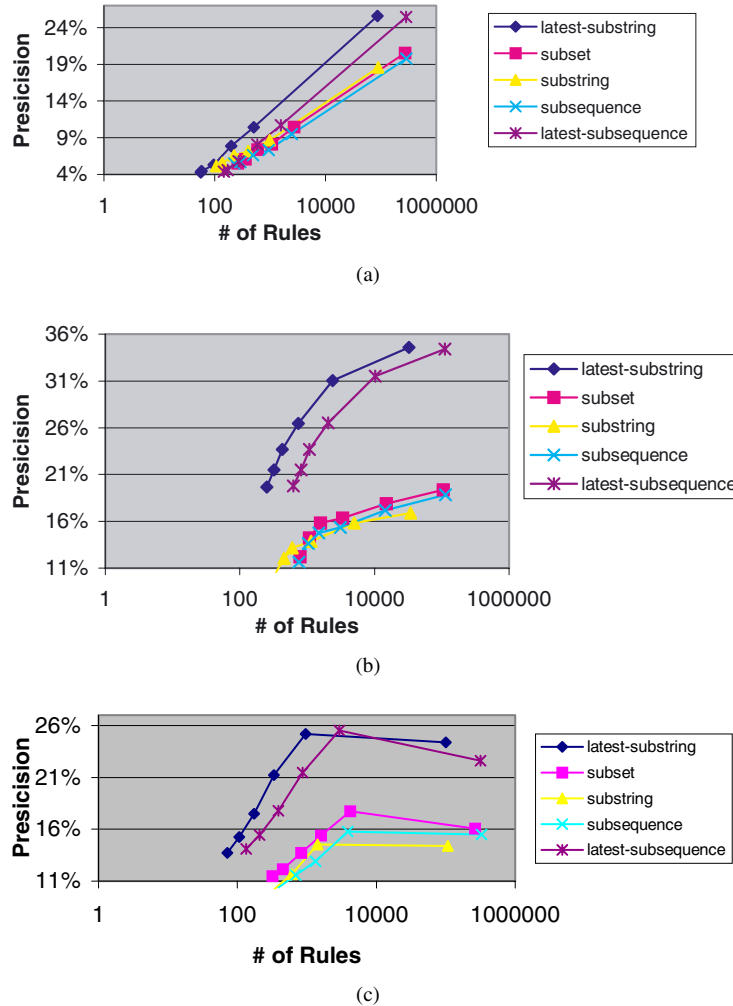 24%
19%
14%
9%
4%
Presicision
1 100 10000 1000000
# of Rules
latest-substring
subset
substring
subsequence
latest-subsequence
(a)
36%
31%
26%
21%
16%
11%
Presicision
1 100 10000 1000000
# of Rules
latest-substring
subset
substring
subsequence
latest-subsequence
(b)
26%
21%
16%
11%
Presicision
1 100 10000 1000000
# of Rules
latest-substring
subset
substring
subsequence
latest-subsequence
(c)